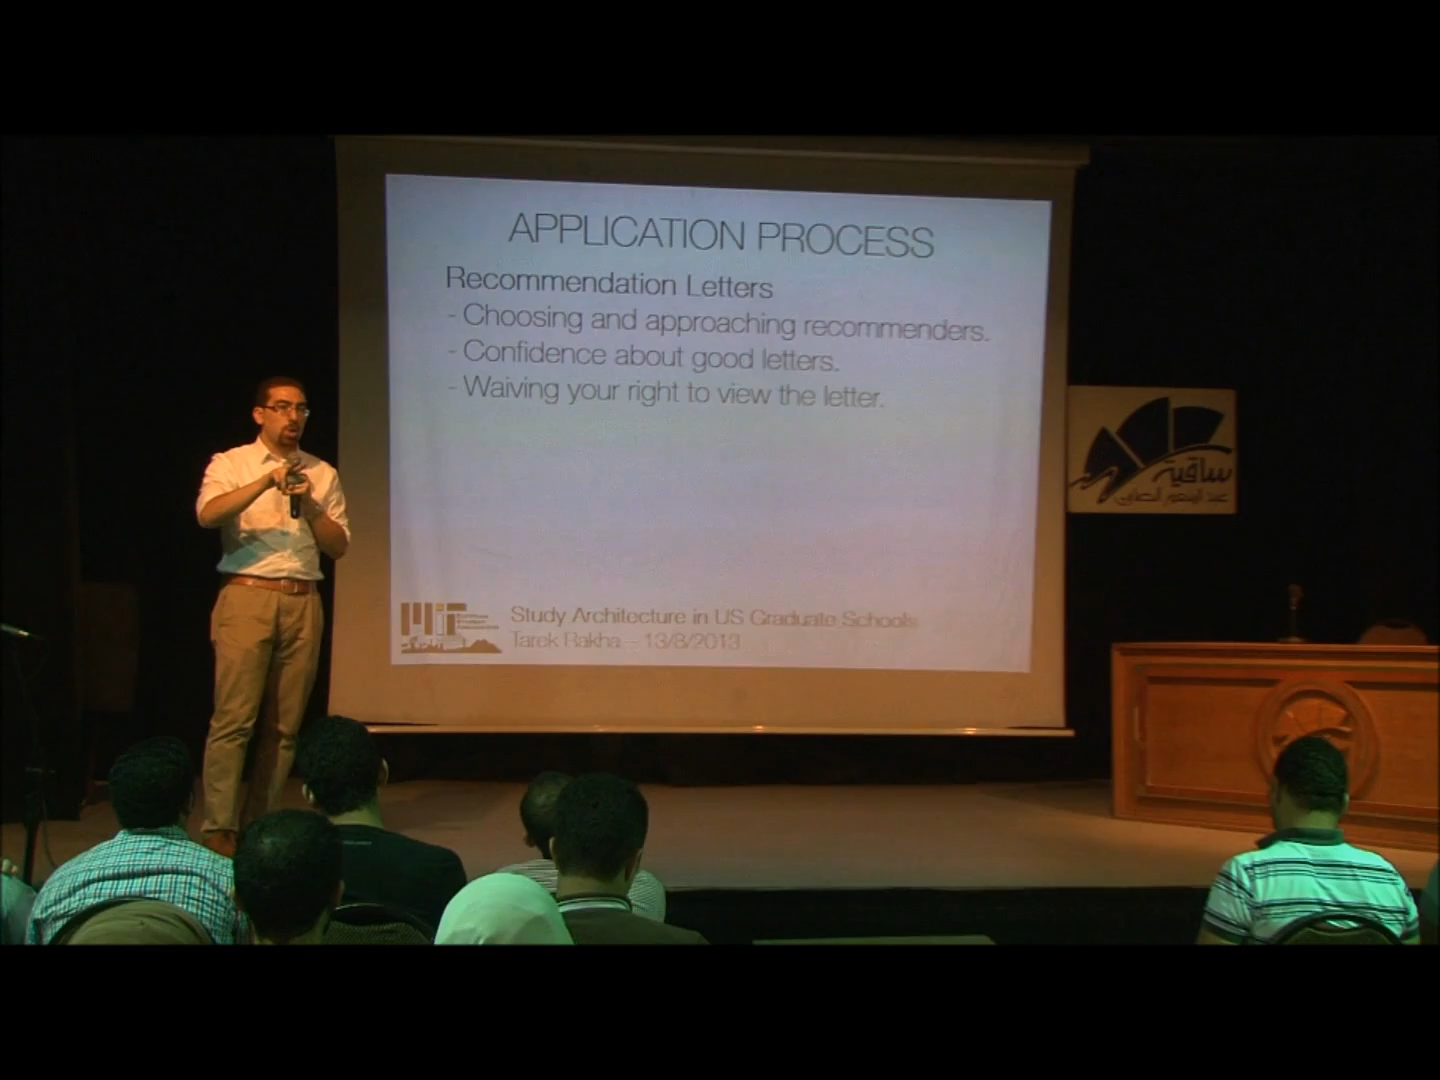 APPLICATION PROCESS
Recommendation Letters
- Choosing and approaching recommenders.
- Confidence about good letters.
- Waiving your right to view the letter.
MIT
Study Architecture in US Graduate Schools
Tarek Rakha – 13/8/2013
ساقية
عبد المنعم الصاوي